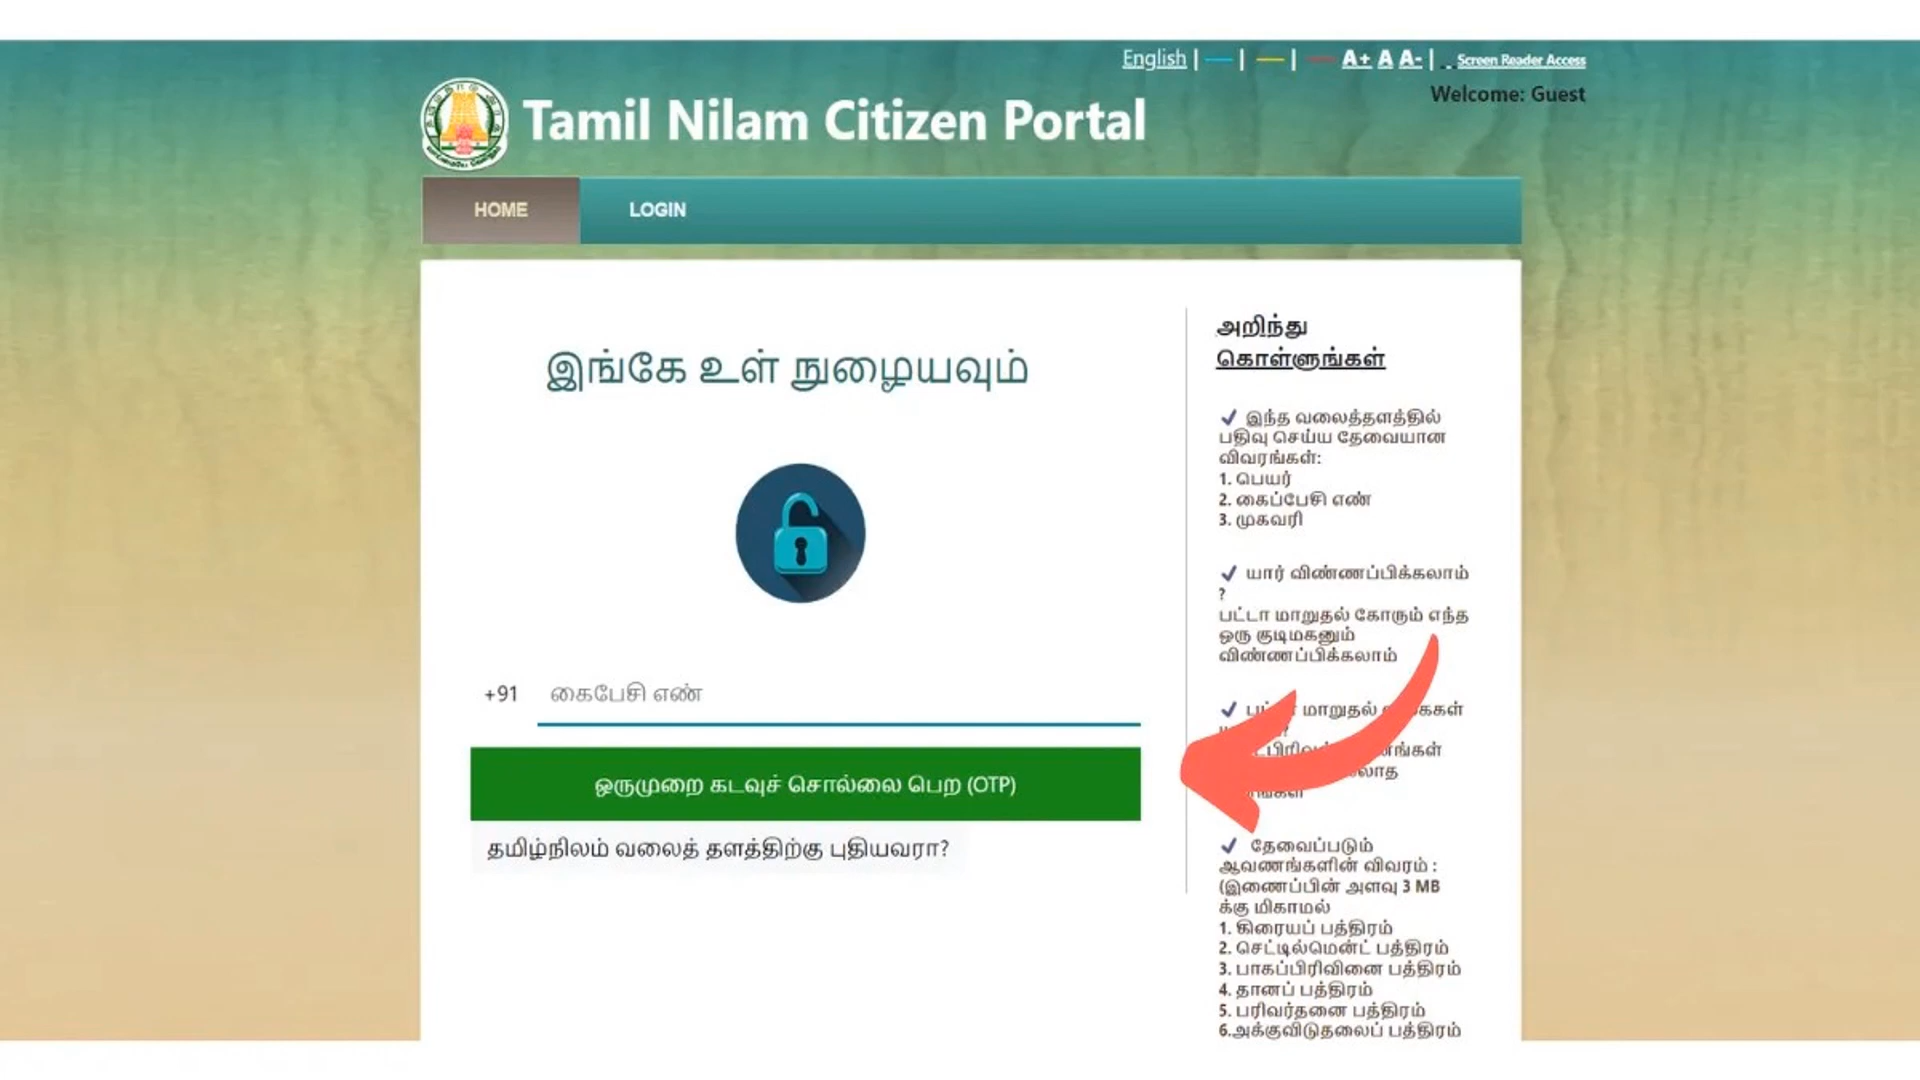 English | | | A+ A A- | Screen Reader Access
Welcome: Guest
Tamil Nilam Citizen Portal
HOME LOGIN
இங்கே உள் நுழையவும்
+91 கைபேசி எண்
ஒருமுறை கடவுச் சொல்லை பெற (OTP)
தமிழ்நிலம் வலைத் தளத்திற்கு புதியவரா?
அறிந்து
கொள்ளுங்கள்
✔ இந்த வலைத்தளத்தில்
பதிவு செய்ய தேவையான
விவரங்கள்:
1. பெயர்
2. கைப்பேசி எண்
3. முகவரி
✔ யார் விண்ணப்பிக்கலாம்
?
பட்டா மாறுதல் கோரும் எந்த
ஒரு குடிமகனும்
விண்ணப்பிக்கலாம்
✔ மாறுதல்
✔ தேவைப்படும்
ஆவணங்களின் விவரம் :
(இணைப்பின் அளவு 3 MB
க்கு மிகாமல்
1. கிரையப் பத்திரம்
2. செட்டில்மென்ட் பத்திரம்
3. பாகப்பிரிவினை பத்திரம்
4. தானப் பத்திரம்
5. பரிவர்தனை பத்திரம்
6.அக்குவிடுதலைப் பத்திரம்